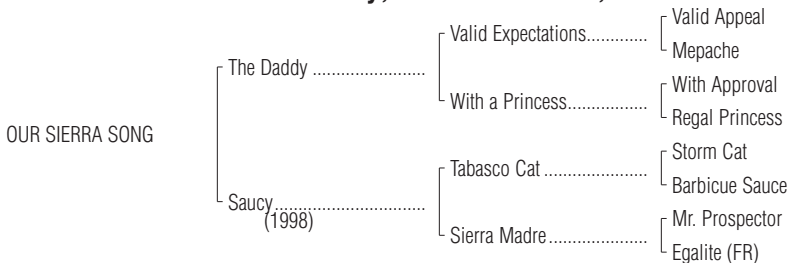 Valid Appeal
Valid Expectations.............
Mepache
The Daddy ........................
With Approval
With a Princess..................
Regal Princess
OUR SIERRA SONG
Storm Cat
Tabasco Cat ......................
Barbicue Sauce
Saucy.................................
(1998)
Mr. Prospector
Sierra Madre......................
Egalite (FR)